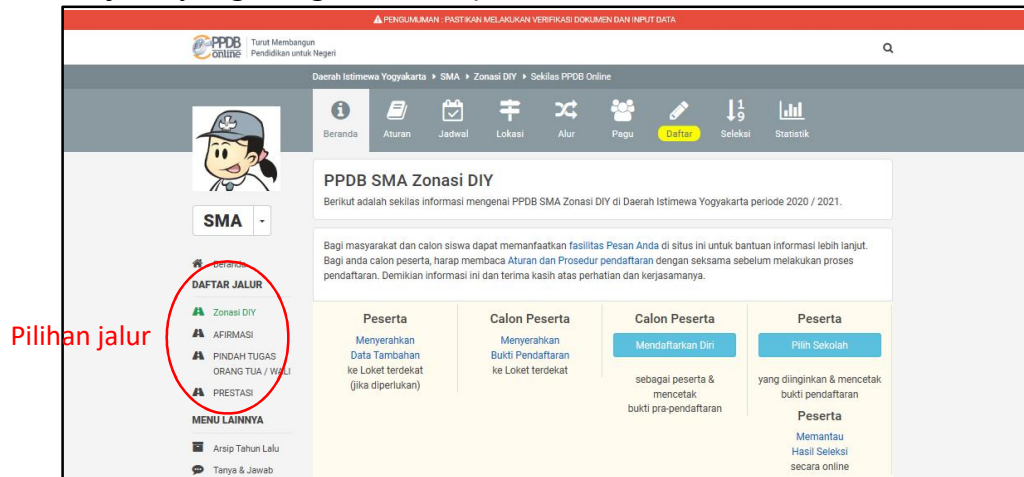 PENGUMUMAN : PASTIKAN MELAKUKAN VERIFIKASI DOKUMEN DAN INPUT DATA
PPDB online
Turut Membangun
Pendidikan untuk Negeri
Daerah Istimewa Yogyakarta SMA Zonasi DIY Sekilas PPDB Online
Beranda Aturan Jadwal Lokasi Alur Pagu Daftar Seleksi Statistik
SMA
Beranda
DAFTAR JALUR
Zonasi DIY
AFIRMASI
PINDAH TUGAS
ORANG TUA / WALI
PRESTASI
MENU LAINNYA
Arsip Tahun Lalu
Tanya & Jawab
Pilihan jalur
PPDB SMA Zonasi DIY
Berikut adalah sekilas informasi mengenai PPDB SMA Zonasi DIY di Daerah Istimewa Yogyakarta periode 2020 / 2021.
Bagi masyarakat dan calon siswa dapat memanfaatkan fasilitas Pesan Anda di situs ini untuk bantuan informasi lebih lanjut.
Bagi anda calon peserta, harap membaca Aturan dan Prosedur pendaftaran dengan seksama sebelum melakukan proses
pendaftaran. Demikian informasi ini dan terima kasih atas perhatian dan kerjasamanya.
Peserta
Menyerahkan
Data Tambahan
ke Loket terdekat
(jika diperlukan)
Calon Peserta
Menyerahkan
Bukti Pendaftaran
ke Loket terdekat
Calon Peserta
Mendaftarkan Diri
sebagai peserta &
mencetak
bukti pra-pendaftaran
Peserta
Pilih Sekolah
yang diinginkan & mencetak
bukti pendaftaran
Peserta
Memantau
Hasil Seleksi
secara online